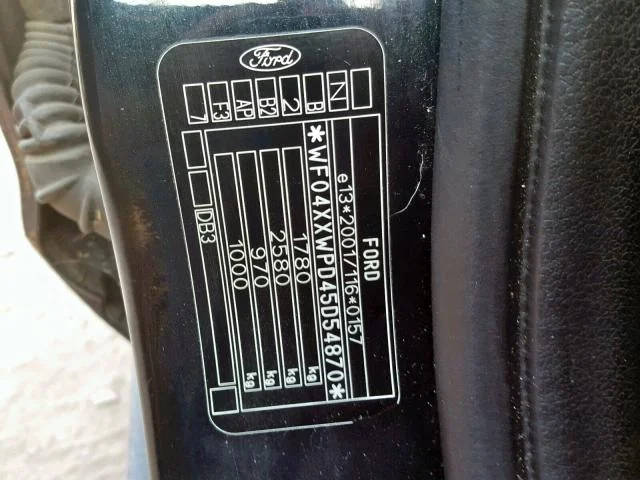 Ford
FORD
e13*2001/116*0157
*WF04XXWPD45D54870*
1780 kg
2580 kg
970 kg
1000 kg
DB3
N B 2 B2 AP F3 7